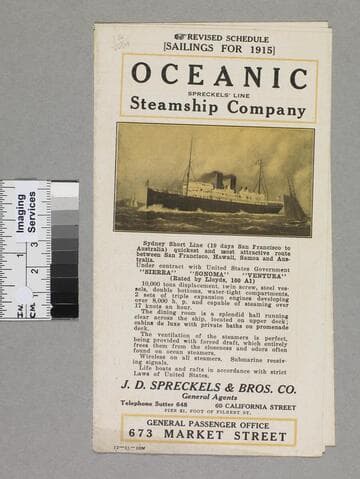 REVISED SCHEDULE
[SAILINGS FOR 1915]
OCEANIC
SPRECKELS' LINE
Steamship Company
Sydney Short Line (19 days San Francisco to
Australia) quickest and most attractive route
between San Francisco, Hawaii, Samoa and Aus-
tralia.
Under contract with United States Government
"SIERRA" "SONOMA" "VENTURA"
(Rated by Lloyds, 100 A1)
10,000 tons displacement, twin screw, steel ves-
sels, double bottoms, water-tight compartments,
2 sets of triple expansion engines developing
over 8,000 h. p. and capable of steaming over
17 knots an hour.
The dining room is a splendid hall running
clear across the ship, located on upper deck;
cabins de luxe with private baths on promenade
deck.
The ventilation of the steamers is perfect,
being provided with forced draft, which entirely
frees them from the closeness and odors often
found on ocean steamers.
Wireless on all steamers. Submarine receiv-
ing signals.
Life boats and rafts in accordance with strict
Laws of United States.
J. D. SPRECKELS & BROS. CO.
General Agents
Telephone Sutter 648 60 CALIFORNIA STREET
PIER 21, FOOT OF FILBERT ST.
GENERAL PASSENGER OFFICE
673 MARKET STREET
Imaging
Services
CM
INCH
1
2
3